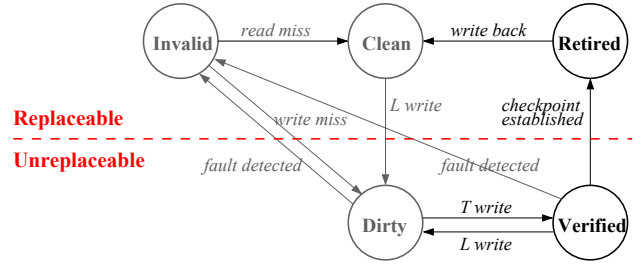 Invalid
read miss
Clean
write back
Retired
L write
checkpoint
established
Replaceable
write miss
Unreplaceable
fault detected
fault detected
Dirty
T write
L write
Verified